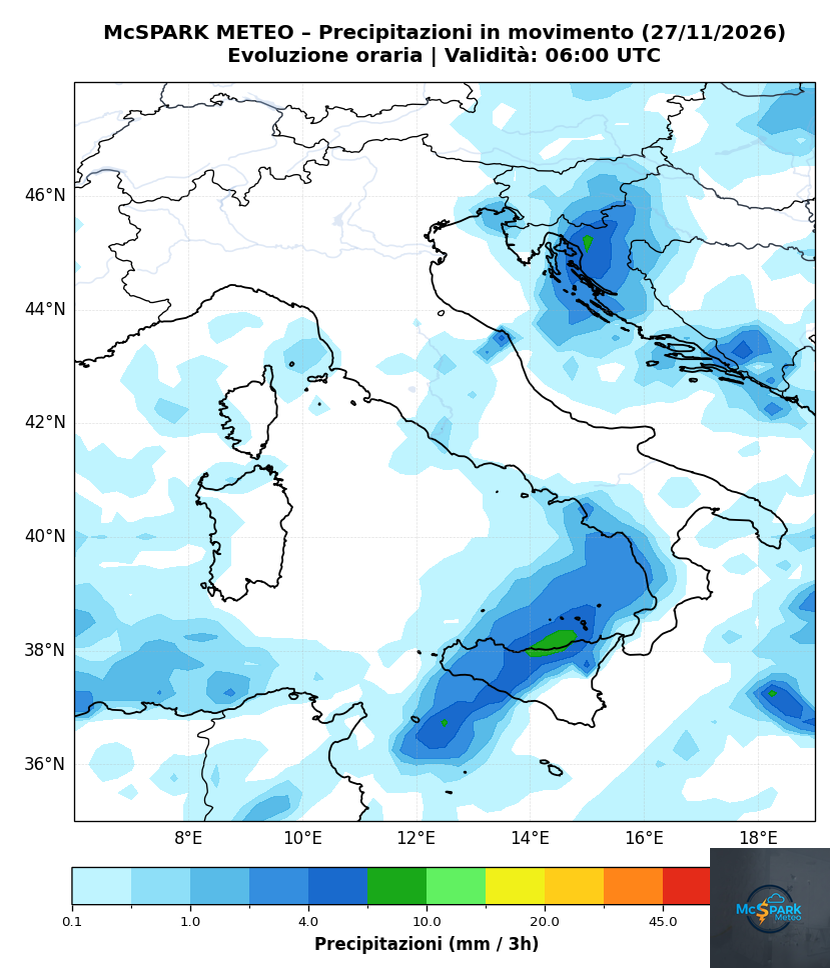 McSPARK METEO – Precipitazioni in movimento (27/11/2026)
Evoluzione oraria | Validità: 06:00 UTC
46°N
44°N
42°N
40°N
38°N
36°N
8°E 10°E 12°E 14°E 16°E 18°E
0.1 1.0 4.0 10.0 20.0 45.0
Precipitazioni (mm / 3h)
McSPARK
Meteo